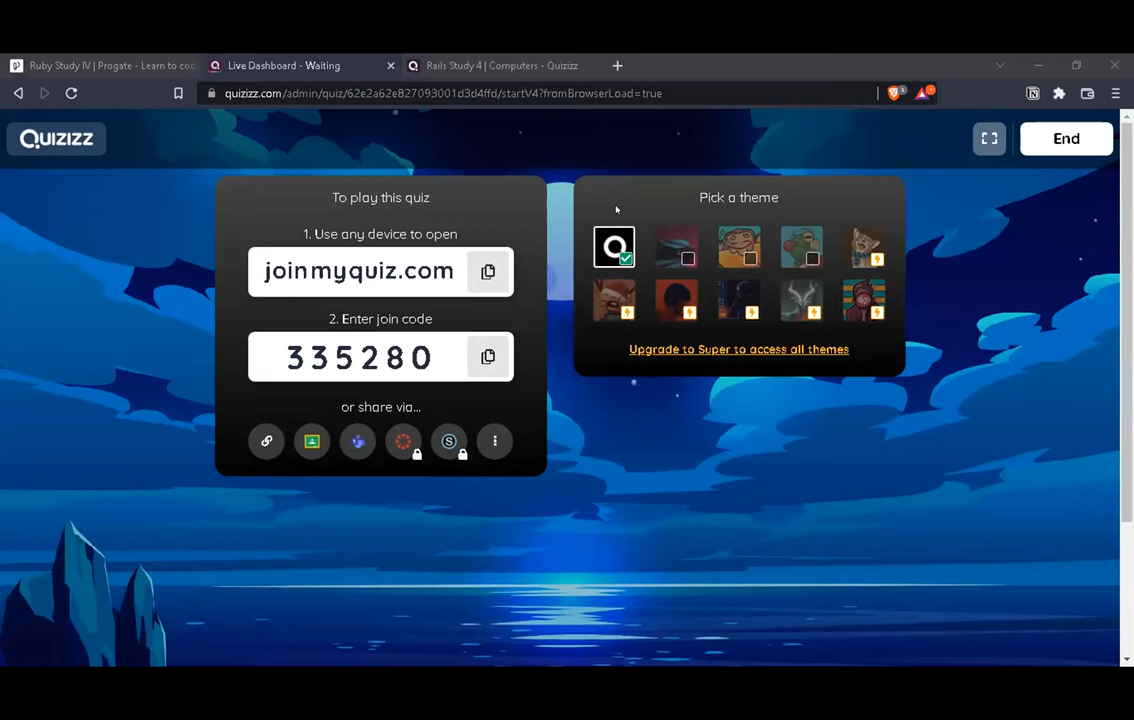 Ruby Study IV | Progate - Learn to co
Live Dashboard - Waiting
Rails Study 4 | Computers - Quizizz
quizizz.com/admin/quiz/62e2a62e827093001d3d4ffd/startV4?fromBrowserLoad=true
QUIZIZZ
End
To play this quiz
1. Use any device to open
joinmyquiz.com
2. Enter join code
335280
or share via...
S
Pick a theme
Upgrade to Super to access all themes